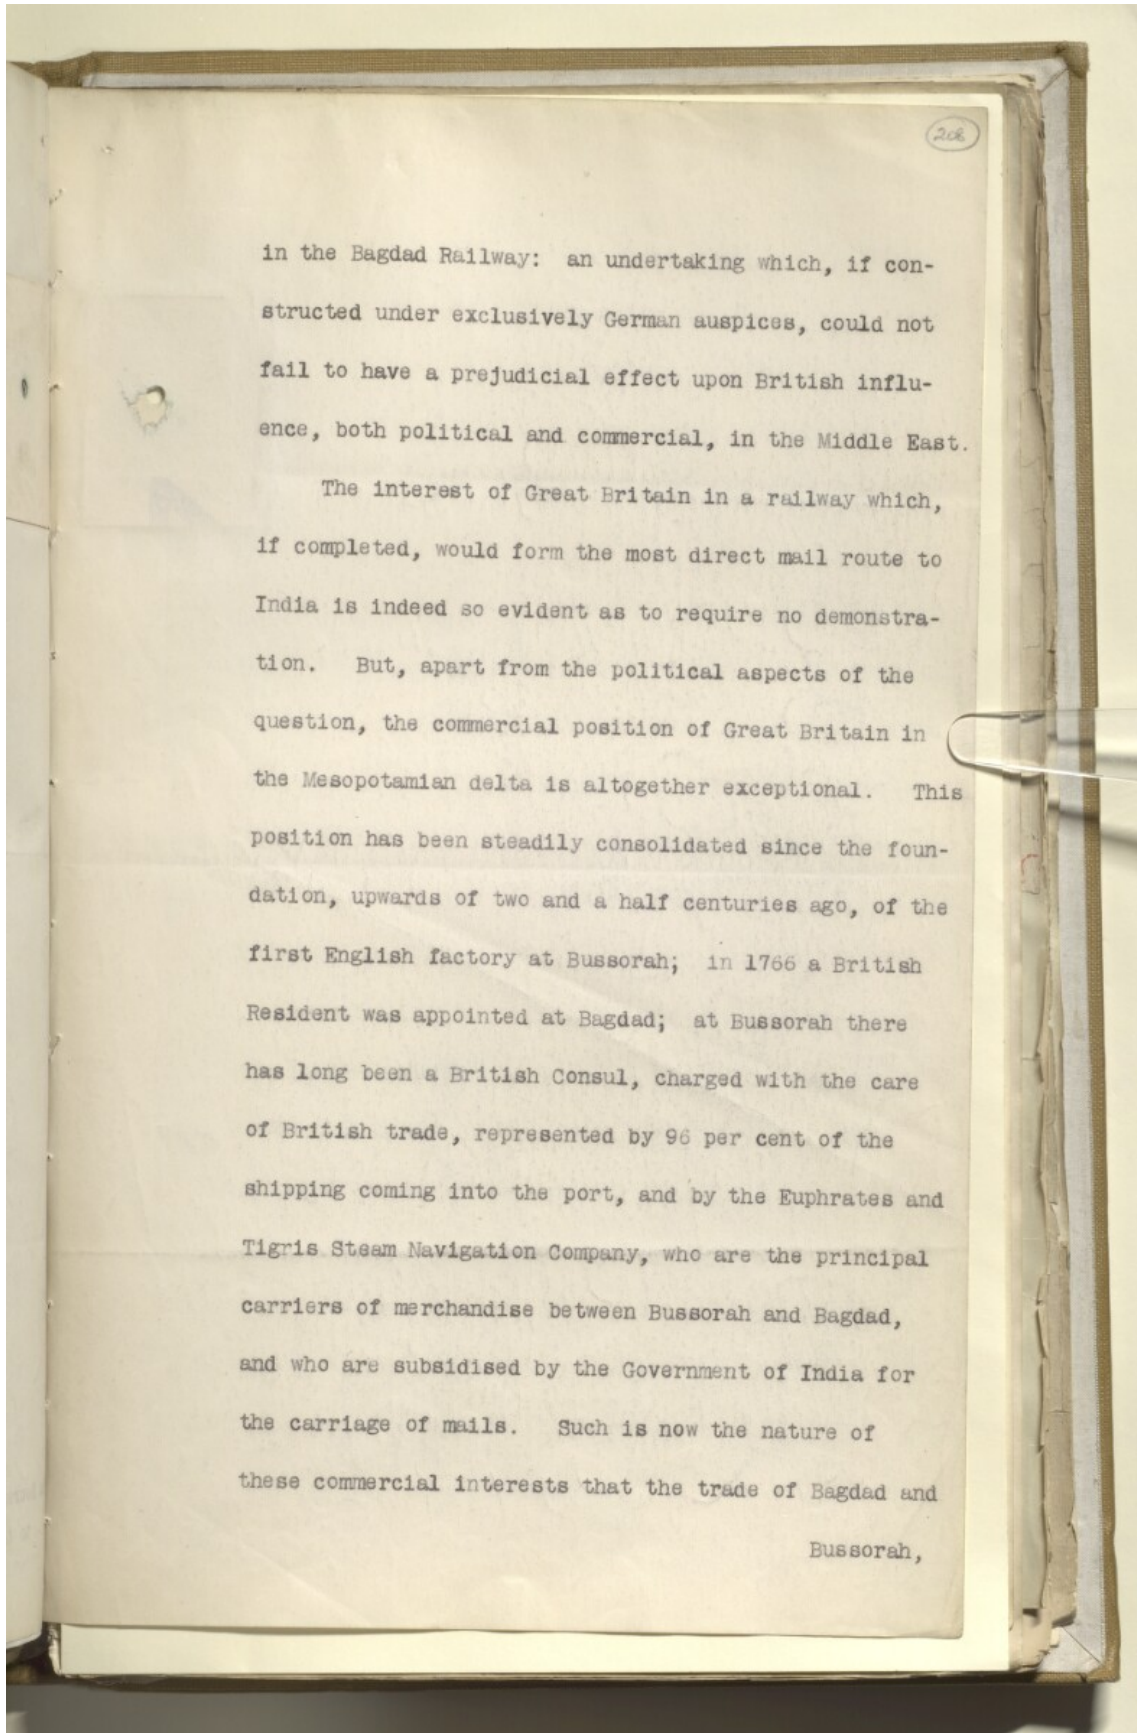 208
in the Bagdad Railway: an undertaking which, if con-
structed under exclusively German auspices, could not
fail to have a prejudicial effect upon British influ-
ence, both political and commercial, in the Middle East.
The interest of Great Britain in a railway which,
if completed, would form the most direct mail route to
India is indeed so evident as to require no demonstra-
tion. But, apart from the political aspects of the
question, the commercial position of Great Britain in
the Mesopotamian delta is altogether exceptional. This
position has been steadily consolidated since the foun-
dation, upwards of two and a half centuries ago, of the
first English factory at Bussorah; in 1766 a British
Resident was appointed at Bagdad; at Bussorah there
has long been a British Consul, charged with the care
of British trade, represented by 96 per cent of the
shipping coming into the port, and by the Euphrates and
Tigris Steam Navigation Company, who are the principal
carriers of merchandise between Bussorah and Bagdad,
and who are subsidised by the Government of India for
the carriage of mails. Such is now the nature of
these commercial interests that the trade of Bagdad and
Bussorah,